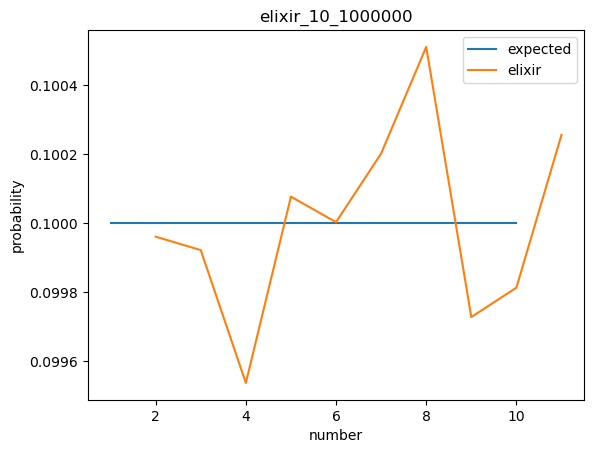 elixir_10_1000000
expected
elixir
probability
0.1004
0.1002
0.1000
0.0998
0.0996
2 4 6 8 10
number